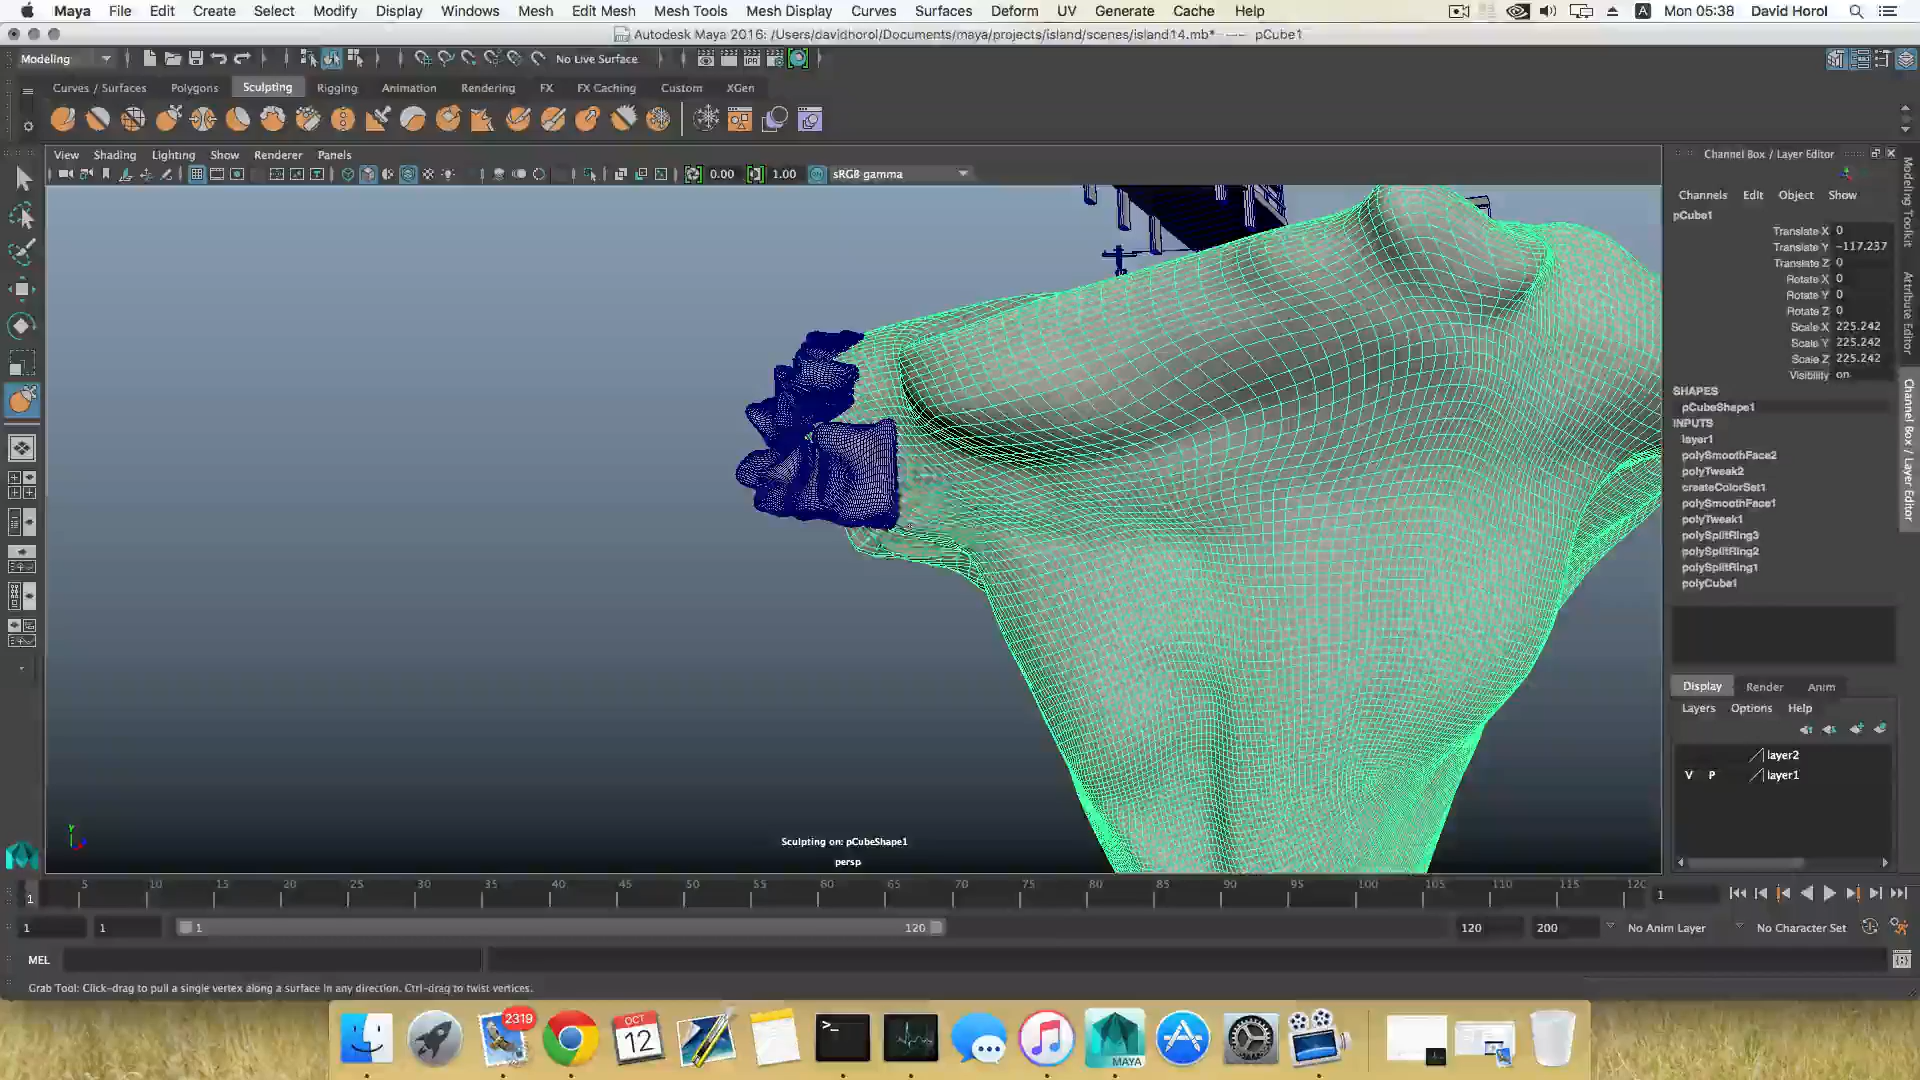 Maya File Edit Create Select Modify Display Windows Mesh Edit Mesh Mesh Tools Mesh Display Curves Surfaces Deform UV Generate Cache Help A Mon 05:38 David Horol
Autodesk Maya 2016: /Users/davidhorol/Documents/maya/projects/island/scenes/island14.mb* --- pCube1
Modeling No Live Surface
Curves / Surfaces Polygons Sculpting Rigging Animation Rendering FX FX Caching Custom XGen
View Shading Lighting Show Renderer Panels
0.00 1.00 sRGB gamma
Channel Box / Layer Editor
Channels Edit Object Show
pCube1
Translate X 0
Translate Y -117.237
Translate Z 0
Rotate X 0
Rotate Y 0
Rotate Z 0
Scale X 225.242
Scale Y 225.242
Scale Z 225.242
Visibility on
SHAPES
pCubeShape1
INPUTS
layer1
polySmoothFace2
polyTweak2
createColorSet1
polySmoothFace1
polyTweak1
polySplitRing3
polySplitRing2
polySplitRing1
polyCube1
Display Render Anim
Layers Options Help
layer2
V P layer1
Modeling Toolkit
Attribute Editor
Channel Box / Layer Editor
Y
Sculpting on: pCubeShape1
persp
1 5 10 15 20 25 30 35 40 45 50 55 60 65 70 75 80 85 90 95 100 105 110 115 120 1
1 1 1 120 120 200 No Anim Layer No Character Set
MEL
Grab Tool: Click-drag to pull a single vertex along a surface in any direction. Ctrl-drag to twist vertices.
2319
OCT
12
>_
MAYA